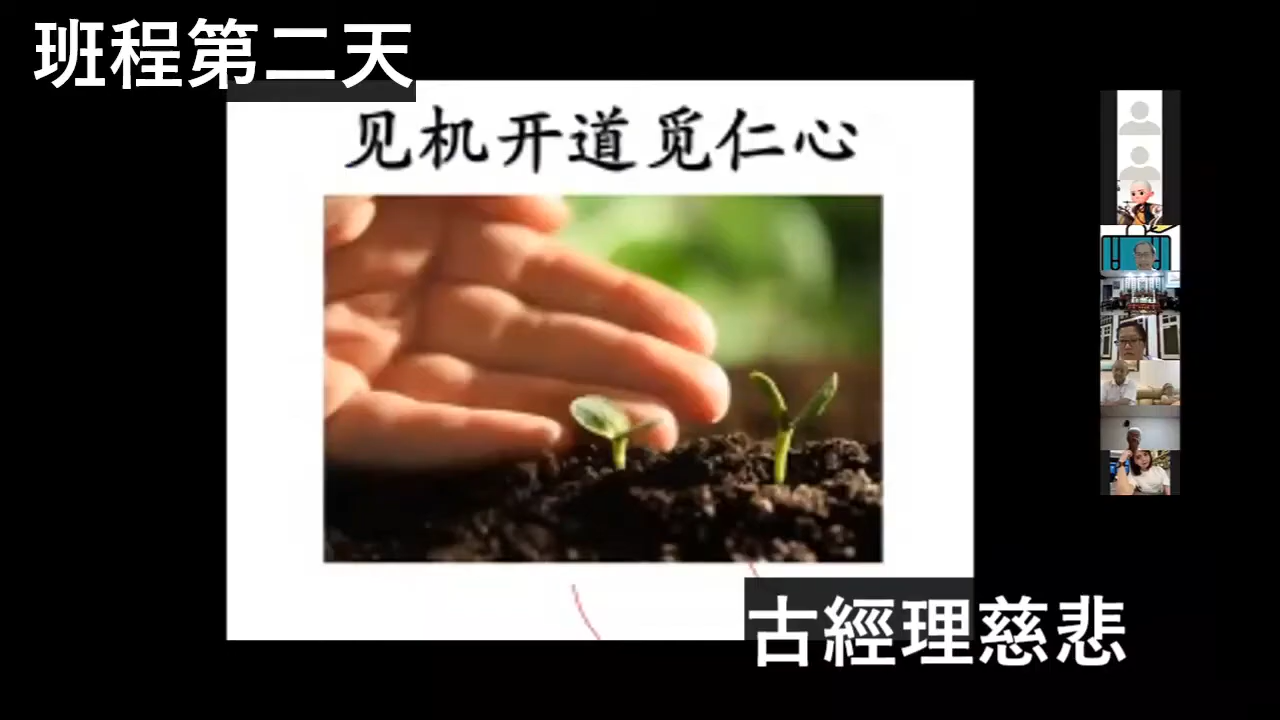 班程第二天
见机开道觅仁心
古經理慈悲